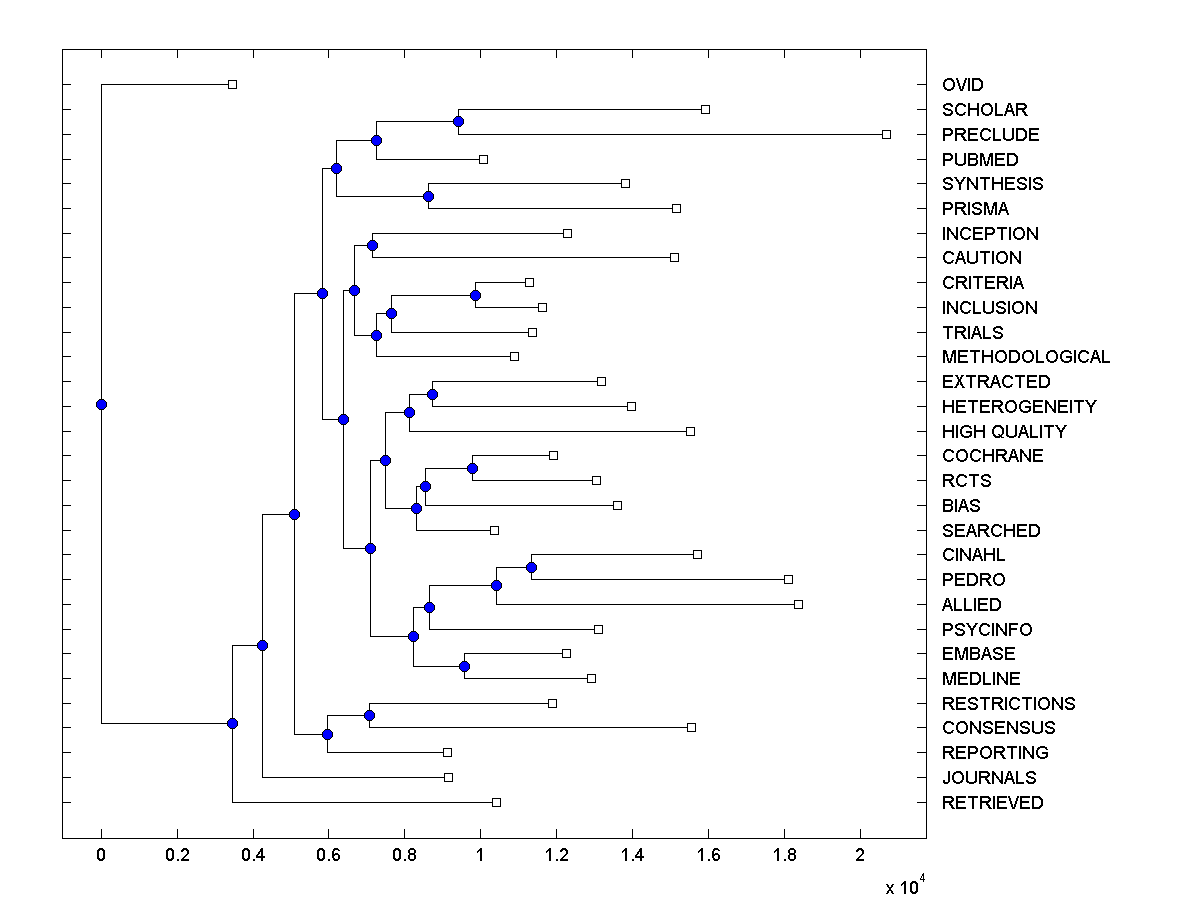 OVID
SCHOLAR
PRECLUDE
PUBMED
SYNTHESIS
PRISMA
INCEPTION
CAUTION
CRITERIA
INCLUSION
TRIALS
METHODOLOGICAL
EXTRACTED
HETEROGENEITY
HIGH QUALITY
COCHRANE
RCTS
BIAS
SEARCHED
CINAHL
PEDRO
ALLIED
PSYCINFO
EMBASE
MEDLINE
RESTRICTIONS
CONSENSUS
REPORTING
JOURNALS
RETRIEVED
0 0.2 0.4 0.6 0.8 1 1.2 1.4 1.6 1.8 2
x 10^4